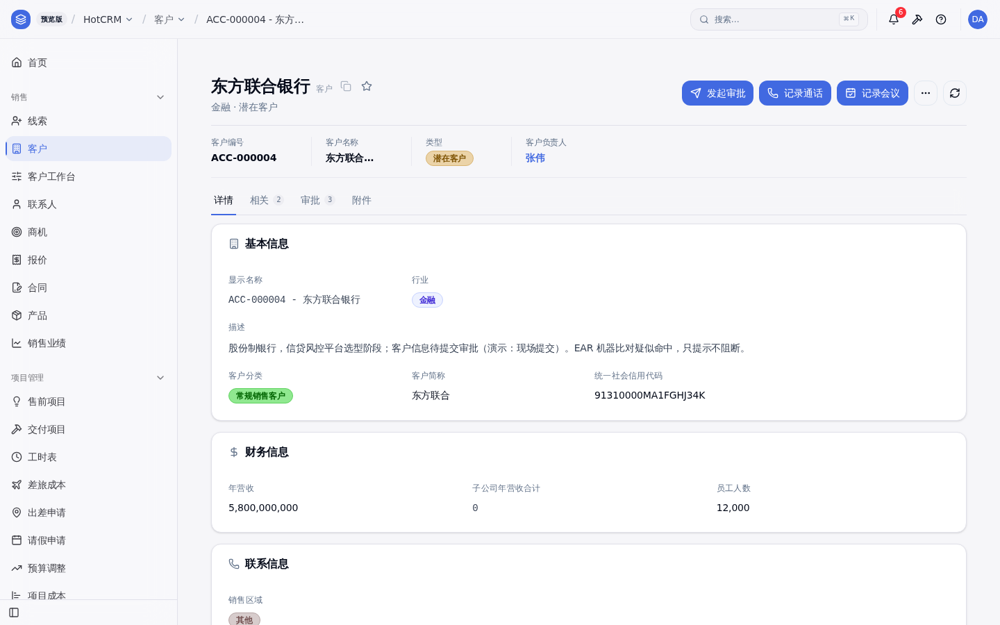 预览版 / HotCRM / 客户 / ACC-000004 - 东方...
搜索... ⌘K 6 DA
首页
销售
线索
客户
客户工作台
联系人
商机
报价
合同
产品
销售业绩
项目管理
售前项目
交付项目
工时表
差旅成本
出差申请
请假申请
预算调整
项目成本
东方联合银行 客户
金融 · 潜在客户
发起审批 记录通话 记录会议
客户编号 客户名称 类型 客户负责人
ACC-000004 东方联合... 潜在客户 张伟
详情 相关 2 审批 3 附件
基本信息
显示名称 行业
ACC-000004 - 东方联合银行 金融
描述
股份制银行，信贷风控平台选型阶段；客户信息待提交审批（演示：现场提交）。EAR 机器比对疑似命中，只提示不阻断。
客户分类 客户简称 统一社会信用代码
常规销售客户 东方联合 91310000MA1FGHJ34K
财务信息
年营收 子公司年营收合计 员工人数
5,800,000,000 0 12,000
联系信息
销售区域
其他